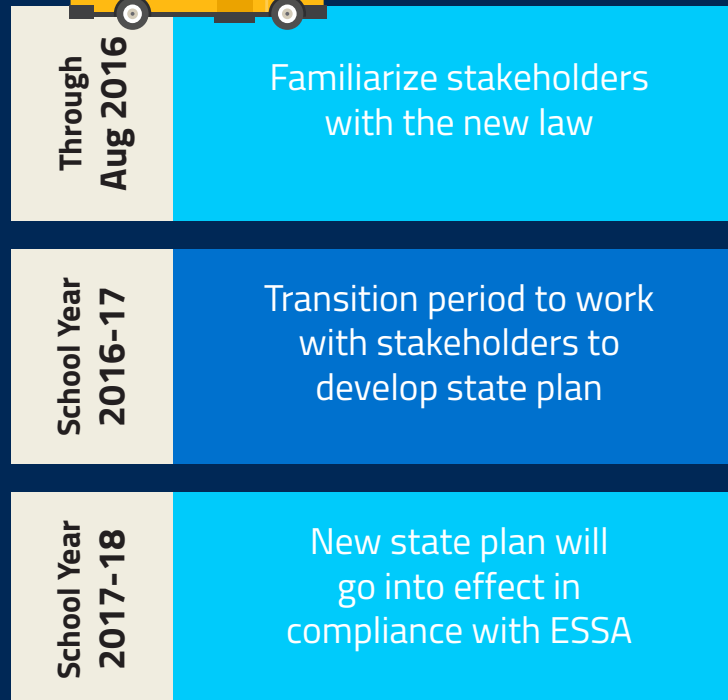 Through
Aug 2016
Familiarize stakeholders
with the new law
School Year
2016-17
Transition period to work
with stakeholders to
develop state plan
School Year
2017-18
New state plan will
go into effect in
compliance with ESSA